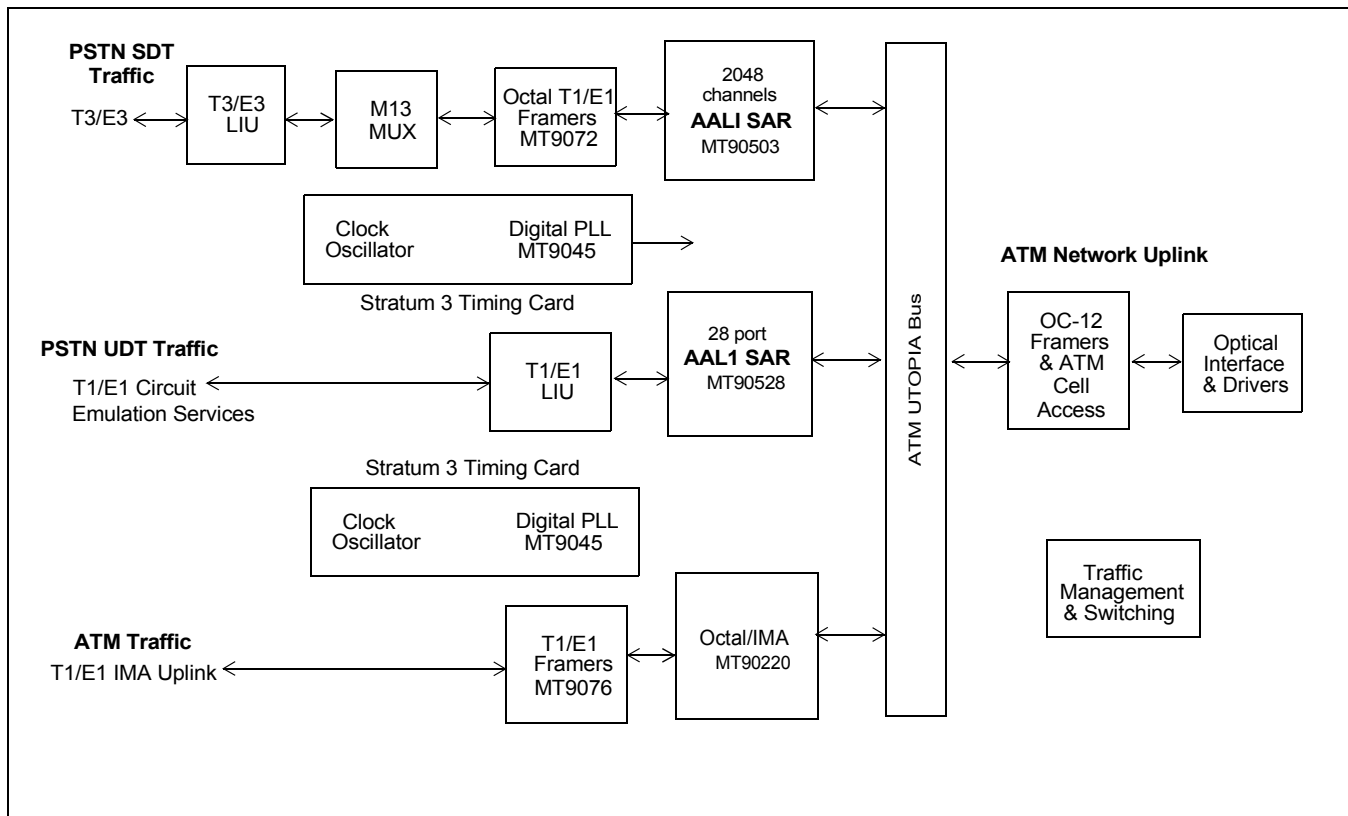 PSTN SDT
Traffic
T3/E3
T3/E3
LIU
M13
MUX
Octal T1/E1
Framers
MT9072
2048
channels
AALI SAR
MT90503
Clock
Oscillator
Digital PLL
MT9045
Stratum 3 Timing Card
PSTN UDT Traffic
T1/E1 Circuit
Emulation Services
T1/E1
LIU
28 port
AAL1 SAR
MT90528
Stratum 3 Timing Card
Clock
Oscillator
Digital PLL
MT9045
ATM Traffic
T1/E1 IMA Uplink
T1/E1
Framers
MT9076
Octal/IMA
MT90220
ATM UTOPIA Bus
ATM Network Uplink
OC-12
Framers
& ATM
Cell
Access
Optical
Interface
& Drivers
Traffic
Management
& Switching